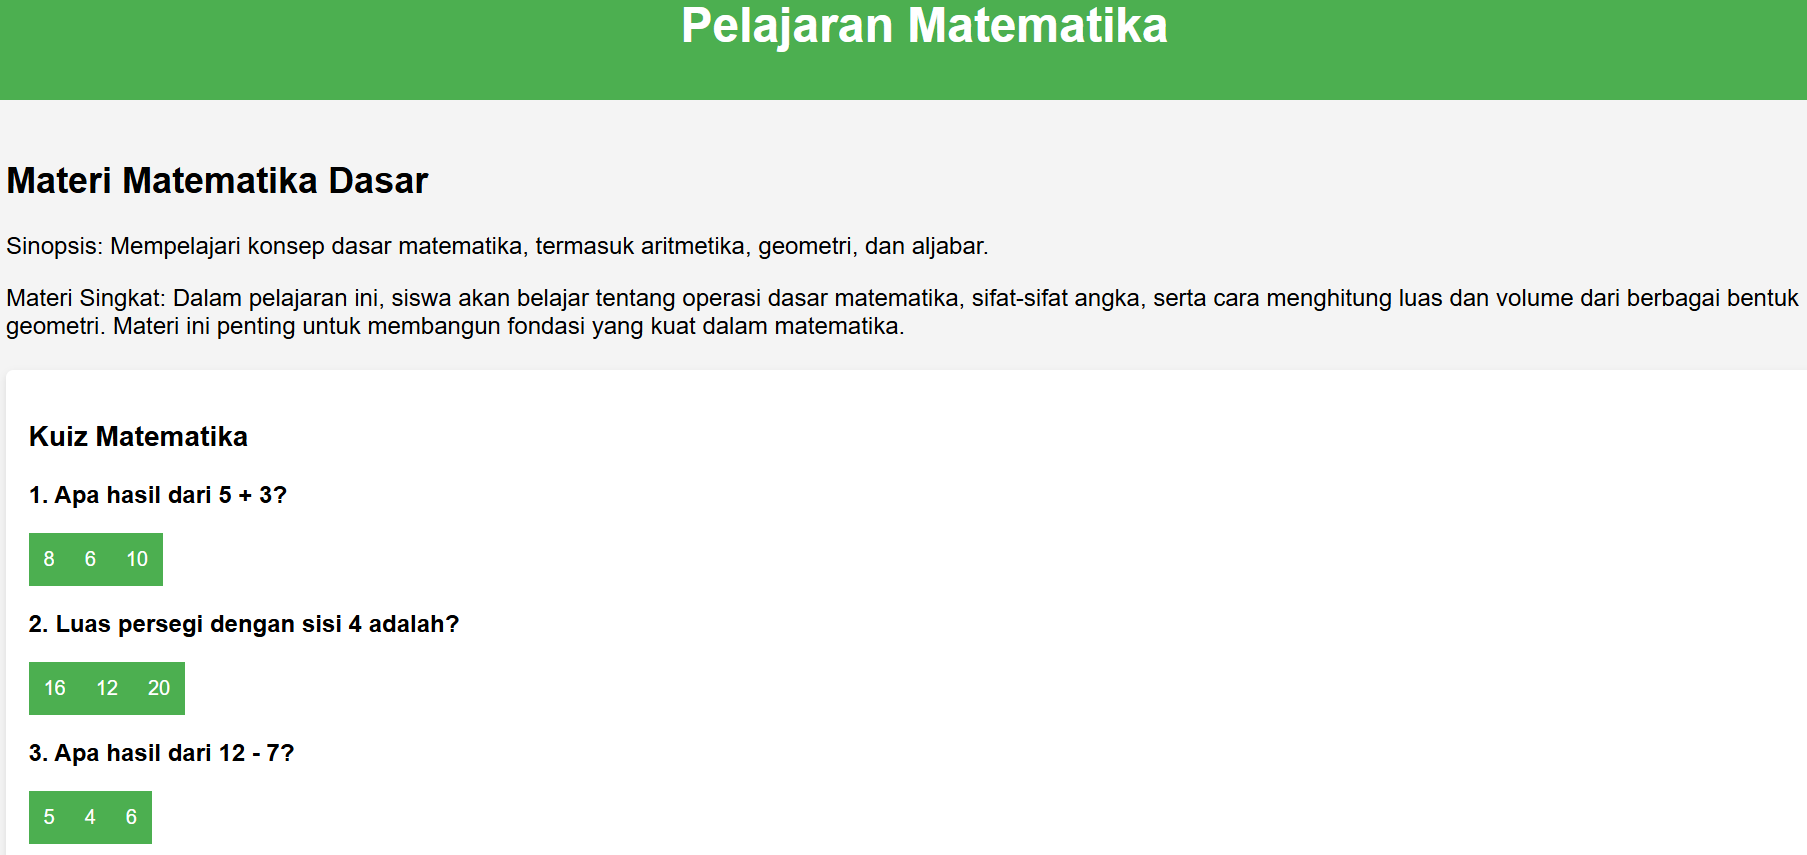 Pelajaran Matematika
Materi Matematika Dasar
Sinopsis: Mempelajari konsep dasar matematika, termasuk aritmetika, geometri, dan aljabar.
Materi Singkat: Dalam pelajaran ini, siswa akan belajar tentang operasi dasar matematika, sifat-sifat angka, serta cara menghitung luas dan volume dari berbagai bentuk
geometri. Materi ini penting untuk membangun fondasi yang kuat dalam matematika.
Kuiz Matematika
1. Apa hasil dari 5 + 3?
8 6 10
2. Luas persegi dengan sisi 4 adalah?
16 12 20
3. Apa hasil dari 12 - 7?
5 4 6